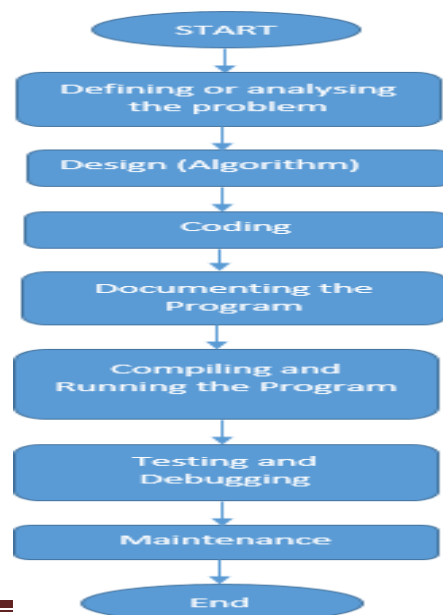 START
Defining or analysing
the problem
Design (Algorithm)
Coding
Documenting the
Program
Compiling and
Running the Program
Testing and
Debugging
Maintenance
End